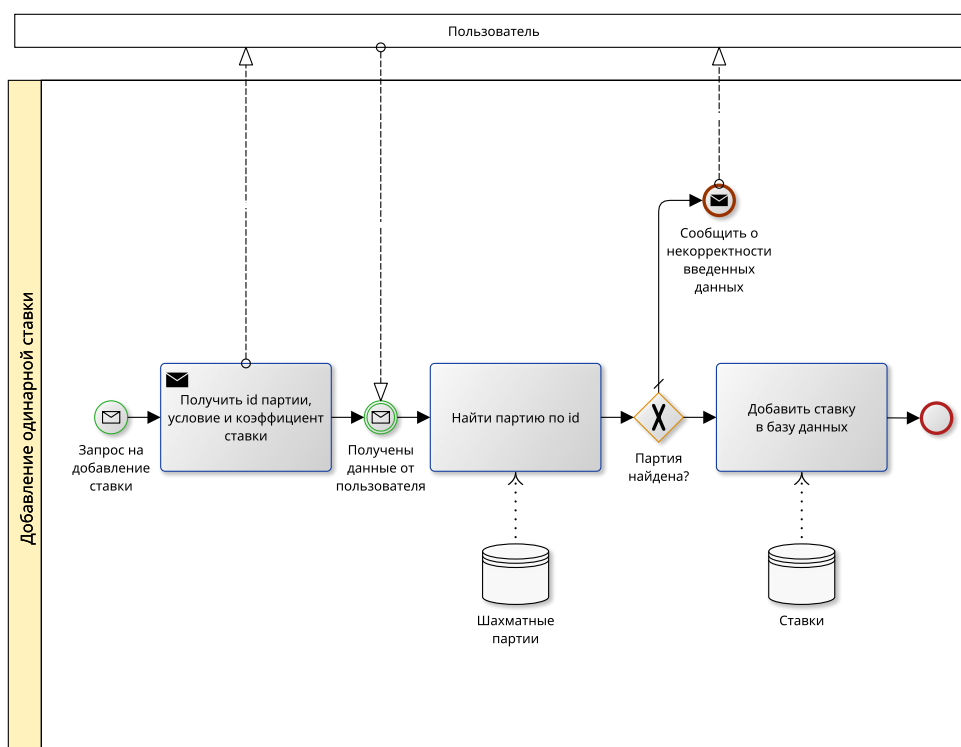 Пользователь
Добавление одинарной ставки
Сообщить о
некорректности
введенных
данных
Запрос на
добавление
ставки
Получить id партии,
условие и коэффициент
ставки
Получены
данные от
пользователя
Найти партию по id
Партия
найдена?
Добавить ставку
в базу данных
Шахматные
партии
Ставки